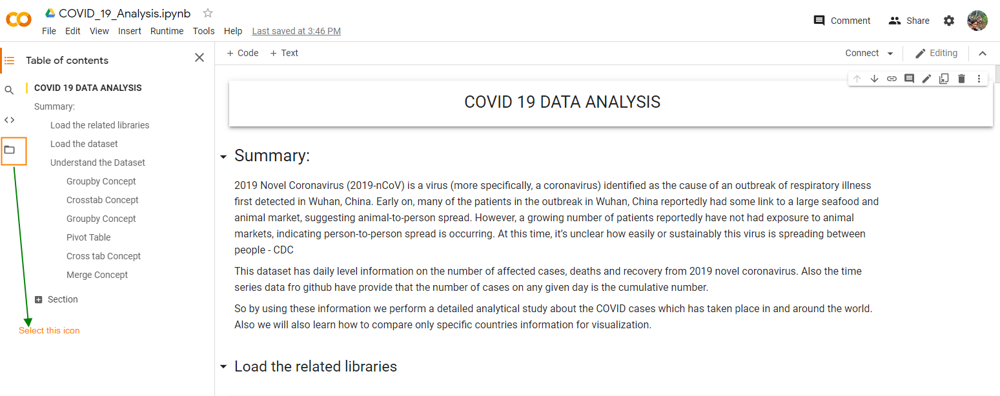 COVID_19_Analysis.ipynb
File Edit View Insert Runtime Tools Help Last saved at 3:46 PM
Comment Share
Table of contents
COVID 19 DATA ANALYSIS
Summary:
Load the related libraries
Load the dataset
Understand the Dataset
Groupby Concept
Crosstab Concept
Groupby Concept
Pivot Table
Cross tab Concept
Merge Concept
Section
Select this icon
+ Code + Text
Connect Editing
COVID 19 DATA ANALYSIS
Summary:
2019 Novel Coronavirus (2019-nCoV) is a virus (more specifically, a coronavirus) identified as the cause of an outbreak of respiratory illness
first detected in Wuhan, China. Early on, many of the patients in the outbreak in Wuhan, China reportedly had some link to a large seafood and
animal market, suggesting animal-to-person spread. However, a growing number of patients reportedly have not had exposure to animal
markets, indicating person-to-person spread is occurring. At this time, it’s unclear how easily or sustainably this virus is spreading between
people - CDC
This dataset has daily level information on the number of affected cases, deaths and recovery from 2019 novel coronavirus. Also the time
series data fro github have provide that the number of cases on any given day is the cumulative number.
So by using these information we perform a detailed analytical study about the COVID cases which has taken place in and around the world.
Also we will also learn how to compare only specific countries information for visualization.
Load the related libraries